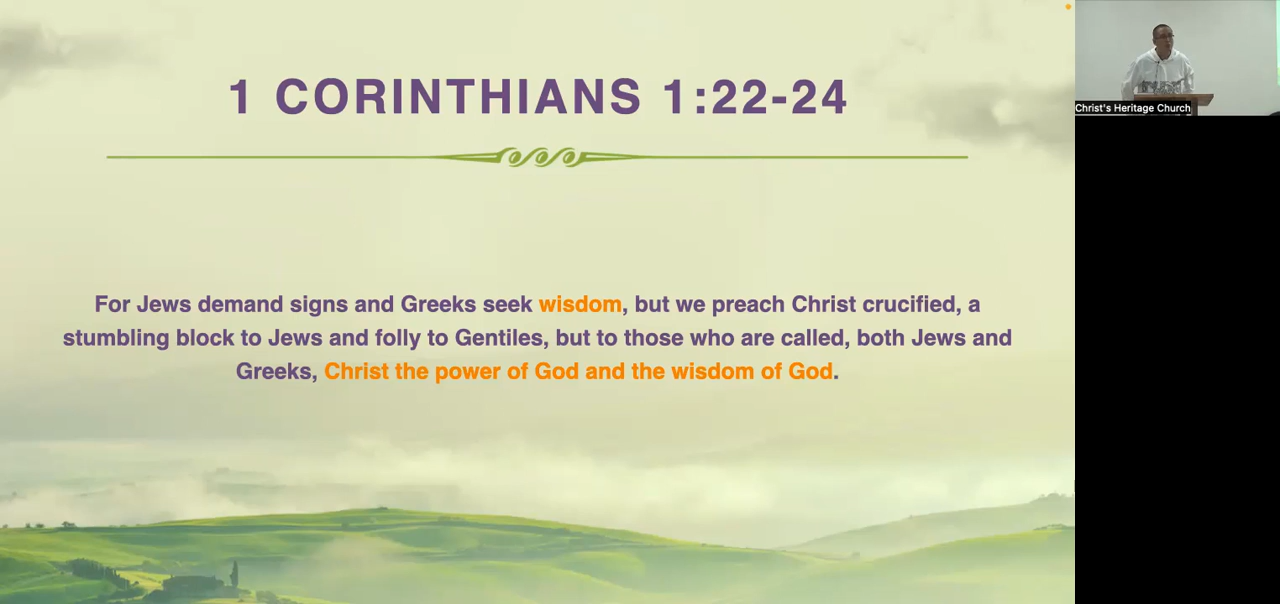 1 CORINTHIANS 1:22-24
For Jews demand signs and Greeks seek wisdom, but we preach Christ crucified, a
stumbling block to Jews and folly to Gentiles, but to those who are called, both Jews and
Greeks, Christ the power of God and the wisdom of God.
Christ's Heritage Church